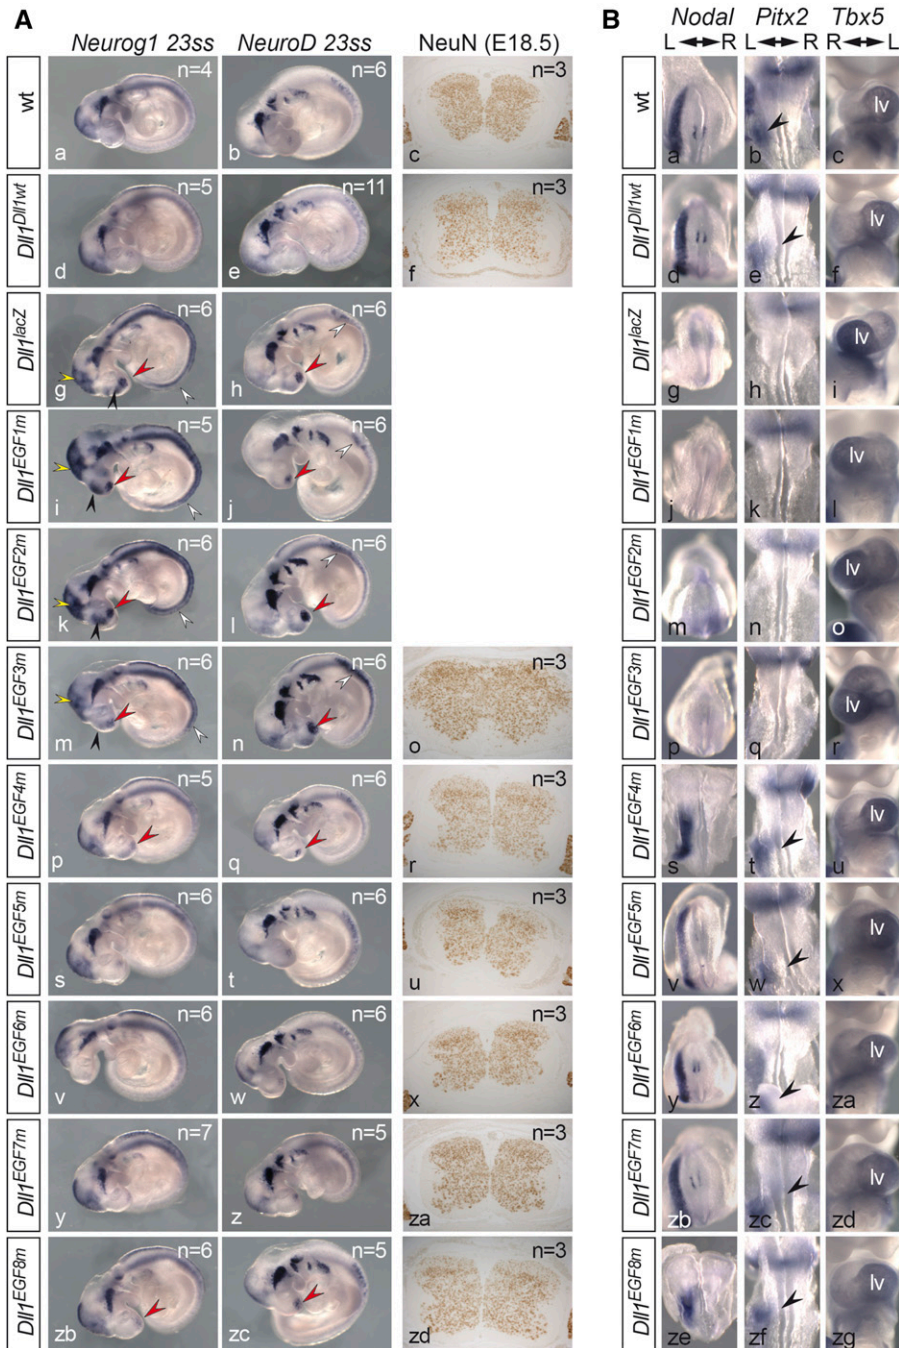 A
B
Neurog1 23ss NeuroD 23ss NeuN (E18.5)
Nodal Pitx2 Tbx5
L R L R R L
wt
n=4 n=6 n=3
a b c
a b c lv
Dll1Dll1wt
n=5 n=11 n=3
d e f
d e f lv
Dll1lacZ
n=6 n=6
g h
g h i lv
Dll1EGF1m
n=5 n=6
i j
j k l lv
Dll1EGF2m
n=6 n=6
k l
m n o lv
Dll1EGF3m
n=6 n=6 n=3
m n o
p q r lv
Dll1EGF4m
n=5 n=6 n=3
p q r
s t u lv
Dll1EGF5m
n=6 n=6 n=3
s t u
v w x lv
Dll1EGF6m
n=6 n=6 n=3
v w x
y z za lv
Dll1EGF7m
n=7 n=5 n=3
y z za
zb zc zd lv
Dll1EGF8m
n=6 n=5 n=3
zb zc zd
ze zf zg lv